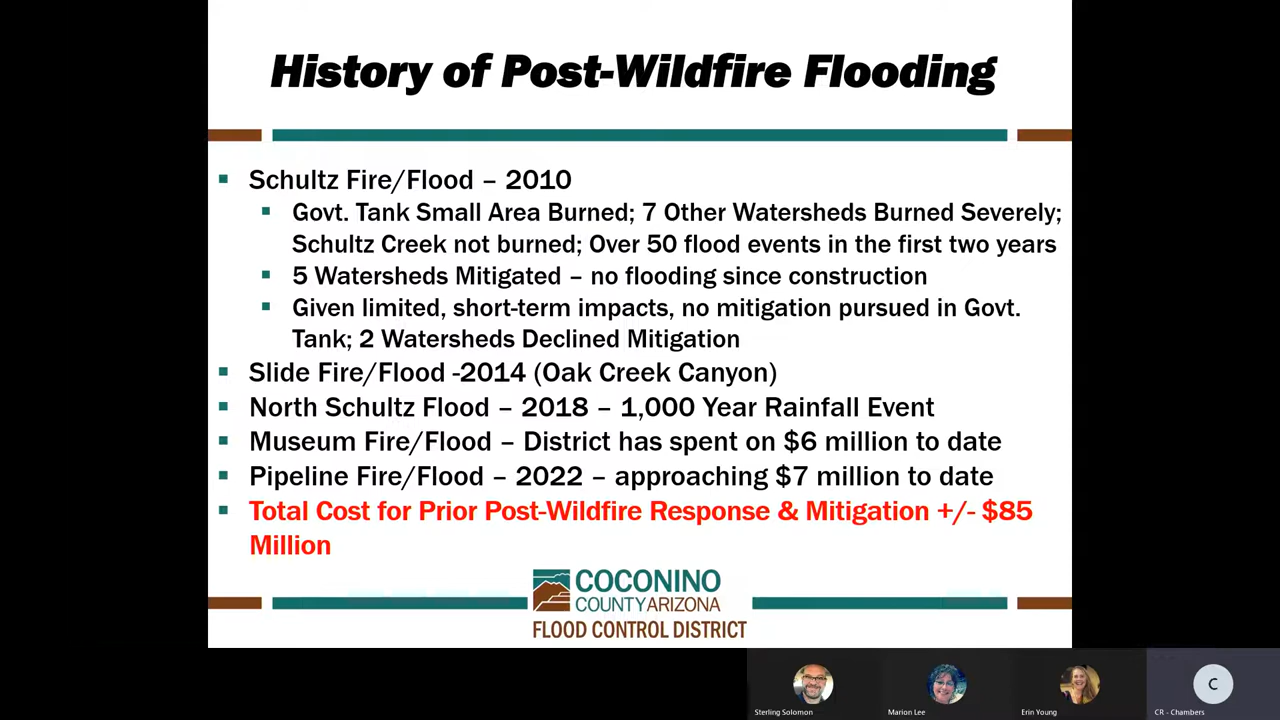 History of Post-Wildfire Flooding
Schultz Fire/Flood – 2010
Govt. Tank Small Area Burned; 7 Other Watersheds Burned Severely;
Schultz Creek not burned; Over 50 flood events in the first two years
5 Watersheds Mitigated – no flooding since construction
Given limited, short-term impacts, no mitigation pursued in Govt.
Tank; 2 Watersheds Declined Mitigation
Slide Fire/Flood -2014 (Oak Creek Canyon)
North Schultz Flood – 2018 – 1,000 Year Rainfall Event
Museum Fire/Flood – District has spent on $6 million to date
Pipeline Fire/Flood – 2022 – approaching $7 million to date
Total Cost for Prior Post-Wildfire Response & Mitigation +/- $85
Million
COCONINO
COUNTY ARIZONA
FLOOD CONTROL DISTRICT
C
Sterling Solomon
Marion Lee
Erin Young
CR - Chambers